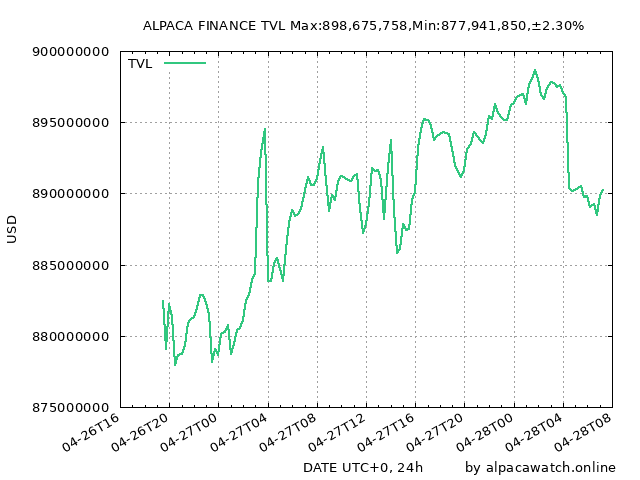 ALPACA FINANCE TVL Max:898,675,758,Min:877,941,850,±2.30%
900000000
TVL
895000000
890000000
USD
885000000
880000000
875000000
04-26T16
04-26T20
04-27T00
04-27T04
04-27T08
04-27T12
04-27T16
04-27T20
04-28T00
04-28T04
04-28T08
DATE UTC+0, 24h
by alpacawatch.online